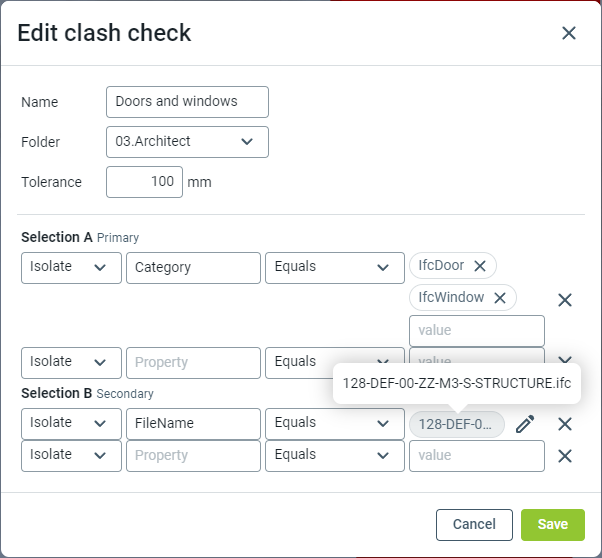 Edit clash check
Name Doors and windows
Folder 03.Architect
Tolerance 100 mm
Selection A Primary
Isolate Category Equals IfcDoor
IfcWindow
value
Isolate Property Equals value
128-DEF-00-ZZ-M3-S-STRUCTURE.ifc
Selection B Secondary
Isolate FileName Equals 128-DEF-0...
Isolate Property Equals value
Cancel Save